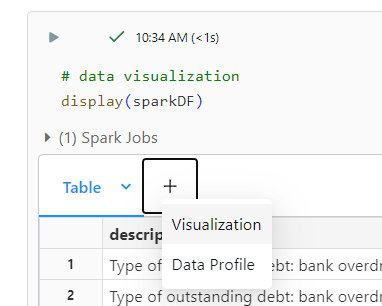 10:34 AM (<1s)
# data visualization
display(sparkDF)
(1) Spark Jobs
Table
+
Visualization
Data Profile
descrip
1 Type of debt: bank overdr
2 Type of outstanding debt: bank overdr